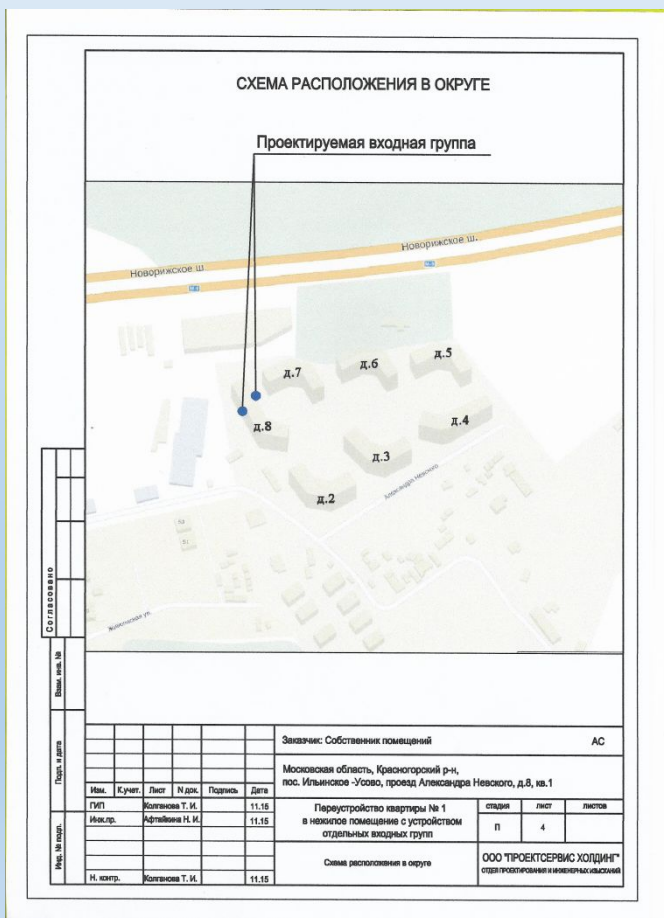 СХЕМА РАСПОЛОЖЕНИЯ В ОКРУГЕ
Проектируемая входная группа
Новорижское ш.
Новорижское ш
д.5
д.6
д.7
д.4
д.8
д.3
д.2
Александра Невского
Жуковская ул.
Согласовано
Взам. инв. №
Подп. и дата
Инв. № подл.
Заказчик: Собственник помещений
АС
Московская область, Красногорский р-н,
пос. Ильинское -Усово, проезд Александра Невского, д.8, кв.1
Изм. К.учет. Лист N док. Подпись Дата
ГИП Колганова Т. И. 11.15
Инж.пр. Афтайкина Н. И. 11.15
Переустройство квартиры № 1
в нежилое помещение с устройством
отдельных входных групп
стадия лист листов
П 4
Схема расположения в округе
ООО "ПРОЕКТСЕРВИС ХОЛДИНГ"
ОТДЕЛ ПРОЕКТИРОВАНИЯ И ИНЖЕНЕРНЫХ ИЗЫСКАНИЙ
Н. контр. Колганова Т. И. 11.15